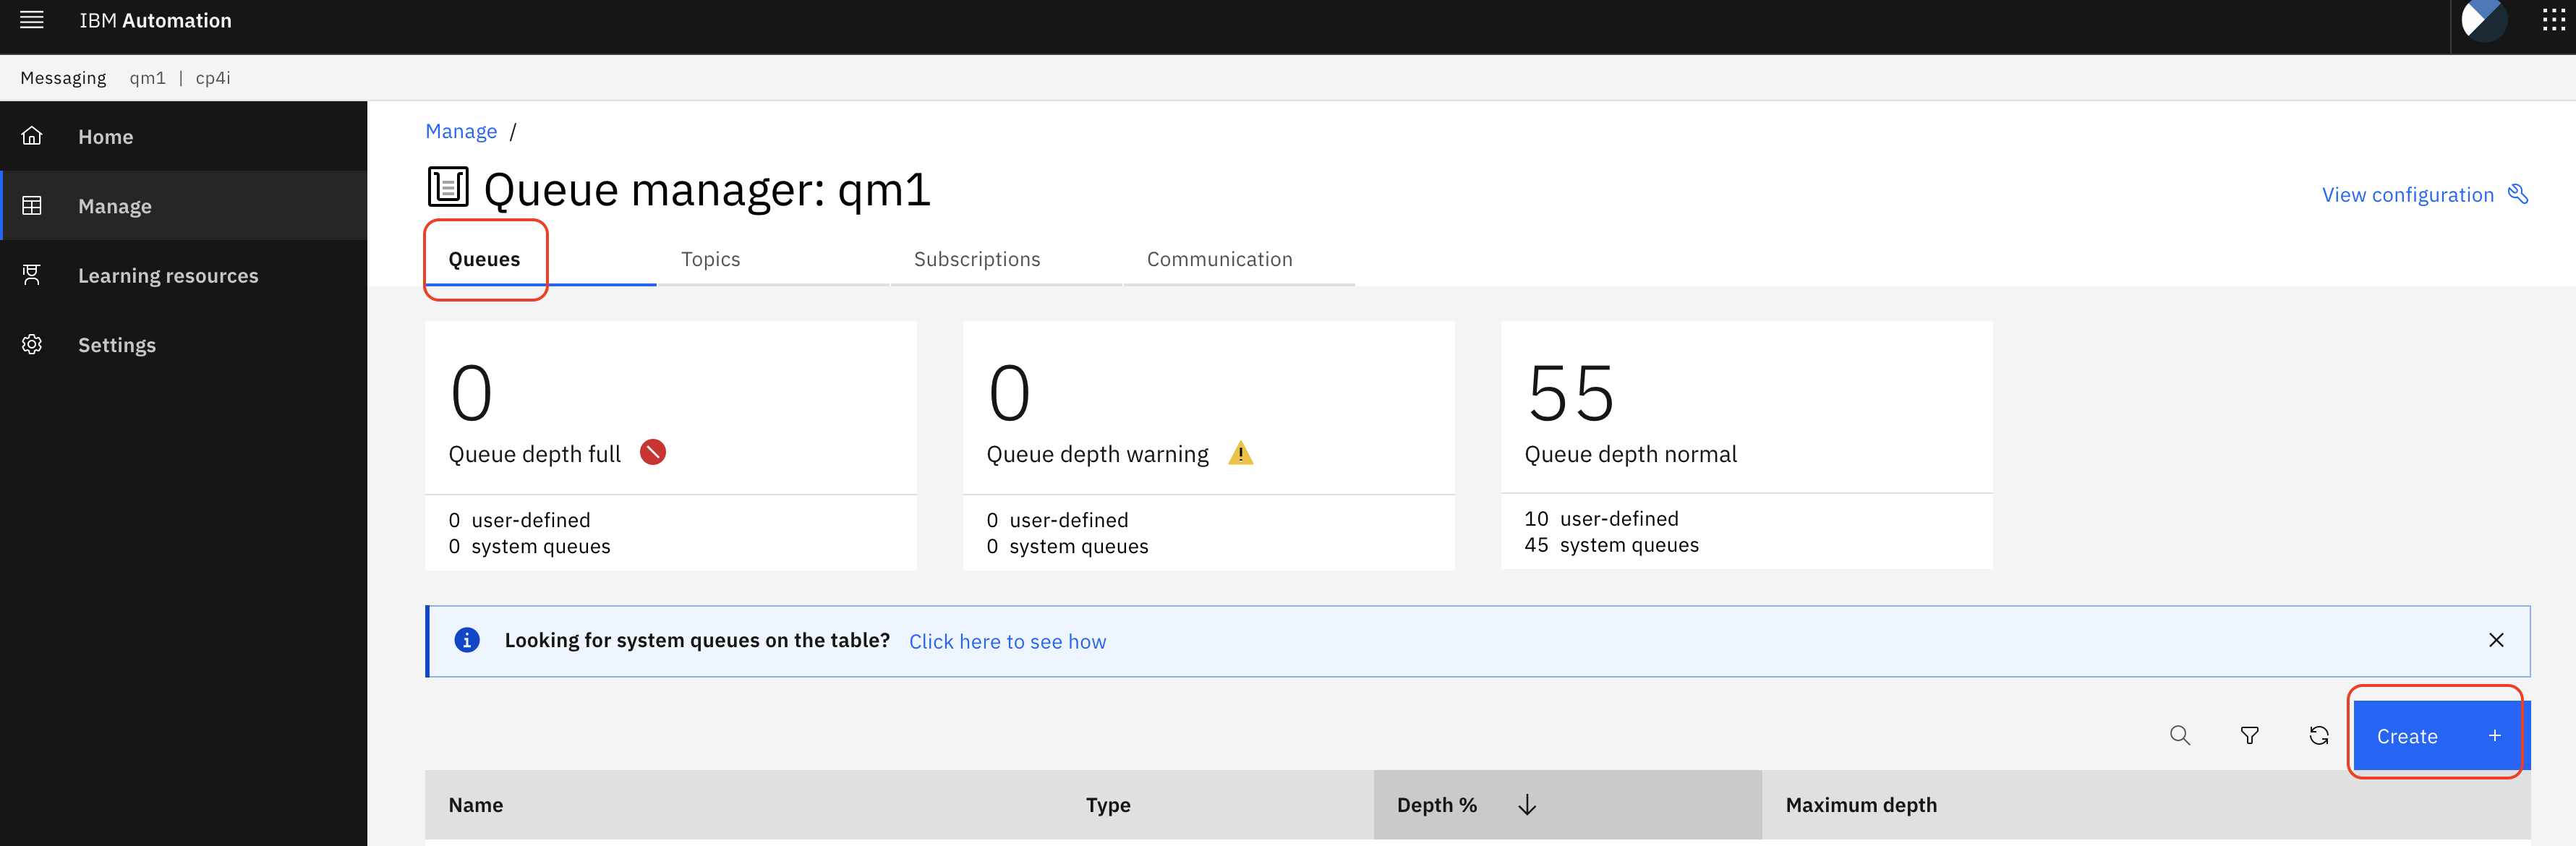 IBM Automation
Messaging qm1 | cp4i
Home
Manage
Learning resources
Settings
Manage /
Queue manager: qm1
View configuration
Queues Topics Subscriptions Communication
0
Queue depth full
0 user-defined
0 system queues
0
Queue depth warning
0 user-defined
0 system queues
55
Queue depth normal
10 user-defined
45 system queues
Looking for system queues on the table? Click here to see how
Create +
Name Type Depth % Maximum depth